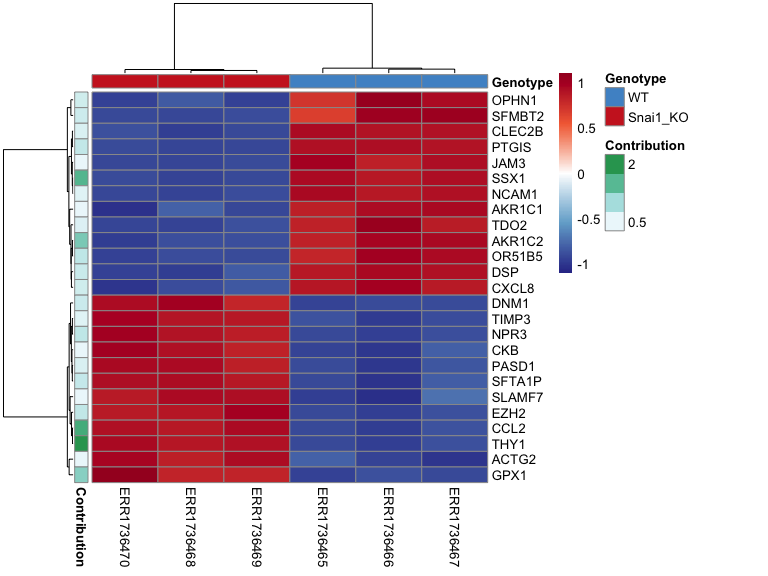 Genotype
OPHN1
SFMBT2
CLEC2B
PTGIS
JAM3
SSX1
NCAM1
AKR1C1
TDO2
AKR1C2
OR51B5
DSP
CXCL8
DNM1
TIMP3
NPR3
CKB
PASD1
SFTA1P
SLAMF7
EZH2
CCL2
THY1
ACTG2
GPX1
1
0.5
0
-0.5
-1
Genotype
WT
Snai1_KO
Contribution
2
0.5
Contribution
ERR1736470
ERR1736468
ERR1736469
ERR1736465
ERR1736466
ERR1736467